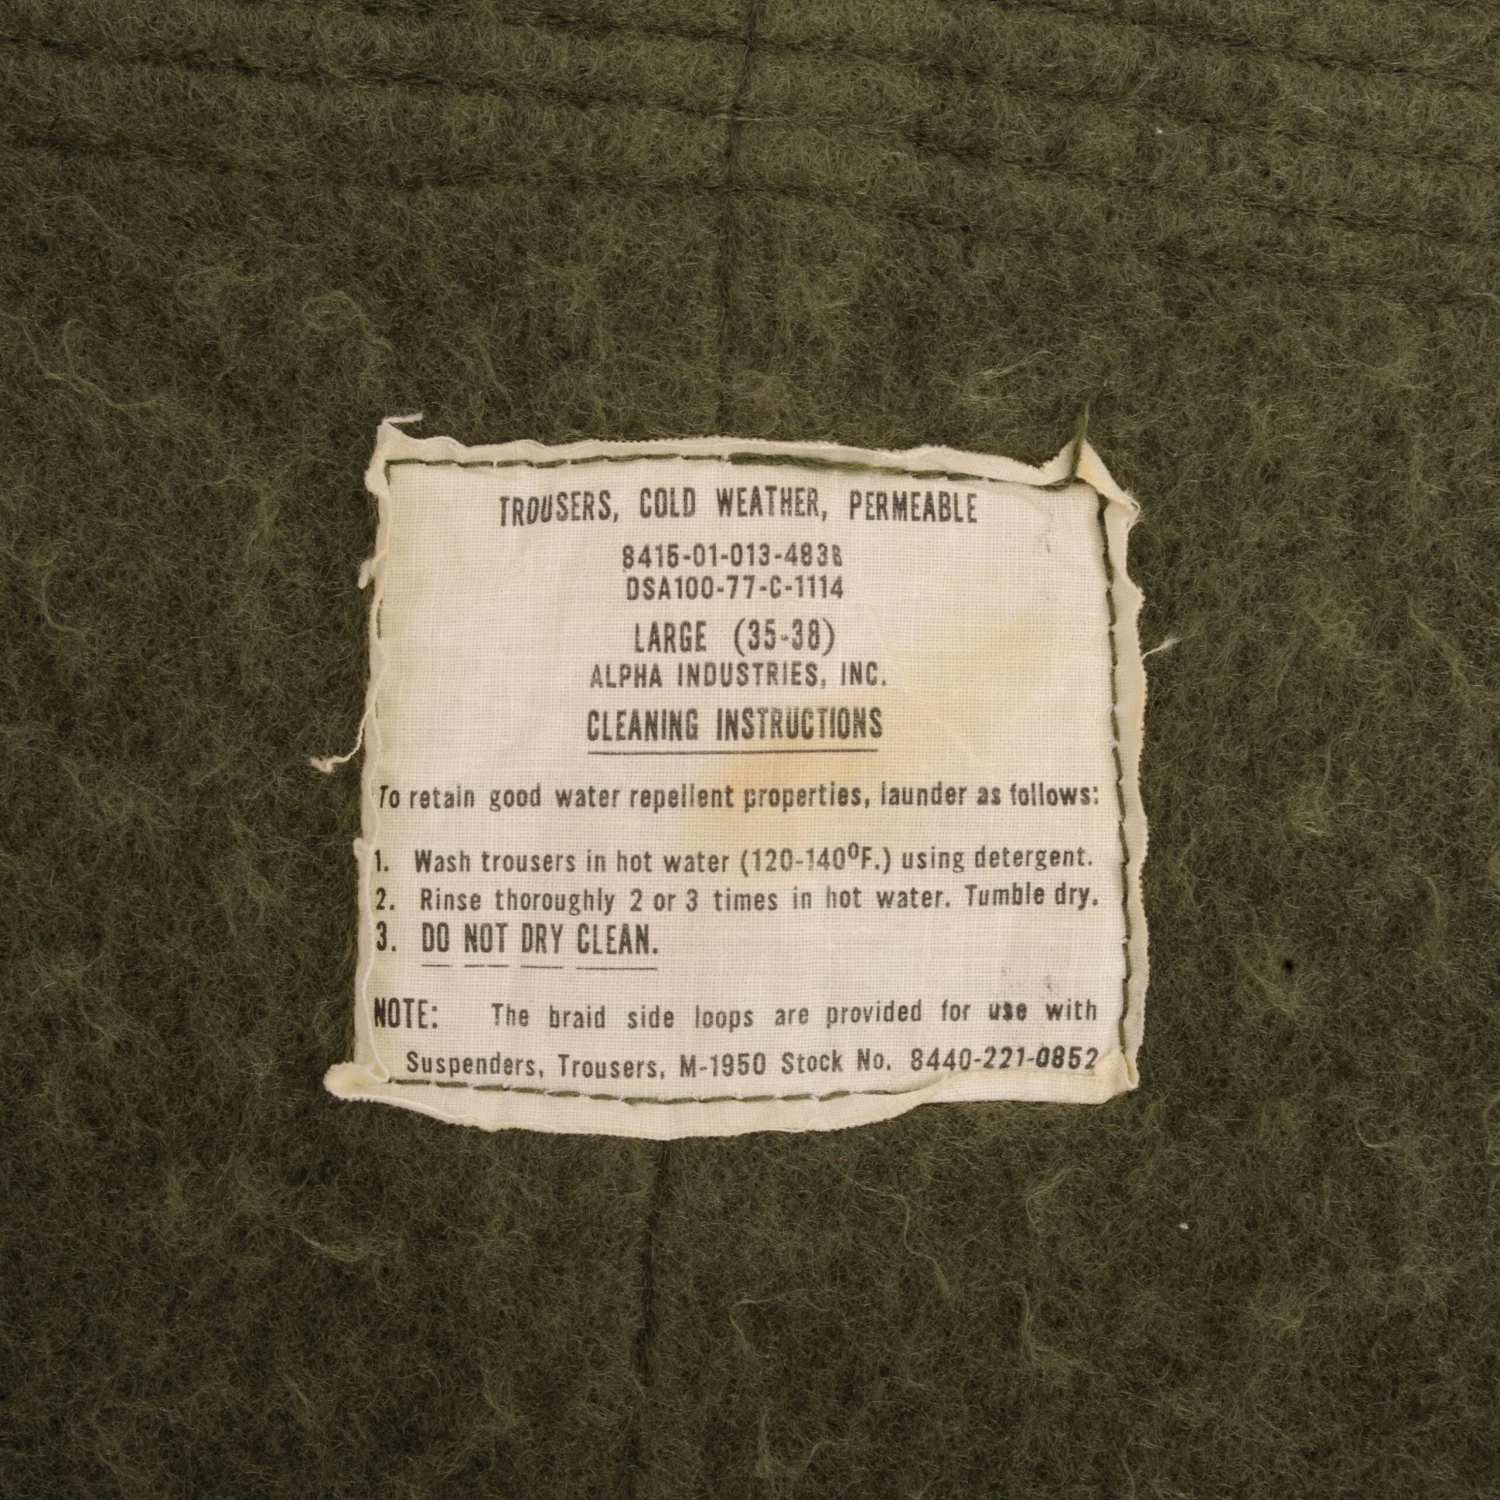 TROUSERS, COLD WEATHER, PERMEABLE
8415-01-013-4838
DSA100-77-C-1114
LARGE (35-38)
ALPHA INDUSTRIES, INC.
CLEANING INSTRUCTIONS
To retain good water repellent properties, launder as follows:
1. Wash trousers in hot water (120-140ºF.) using detergent.
2. Rinse thoroughly 2 or 3 times in hot water. Tumble dry.
3. DO NOT DRY CLEAN.
NOTE: The braid side loops are provided for use with
Suspenders, Trousers, M-1950 Stock No. 8440-221-0852